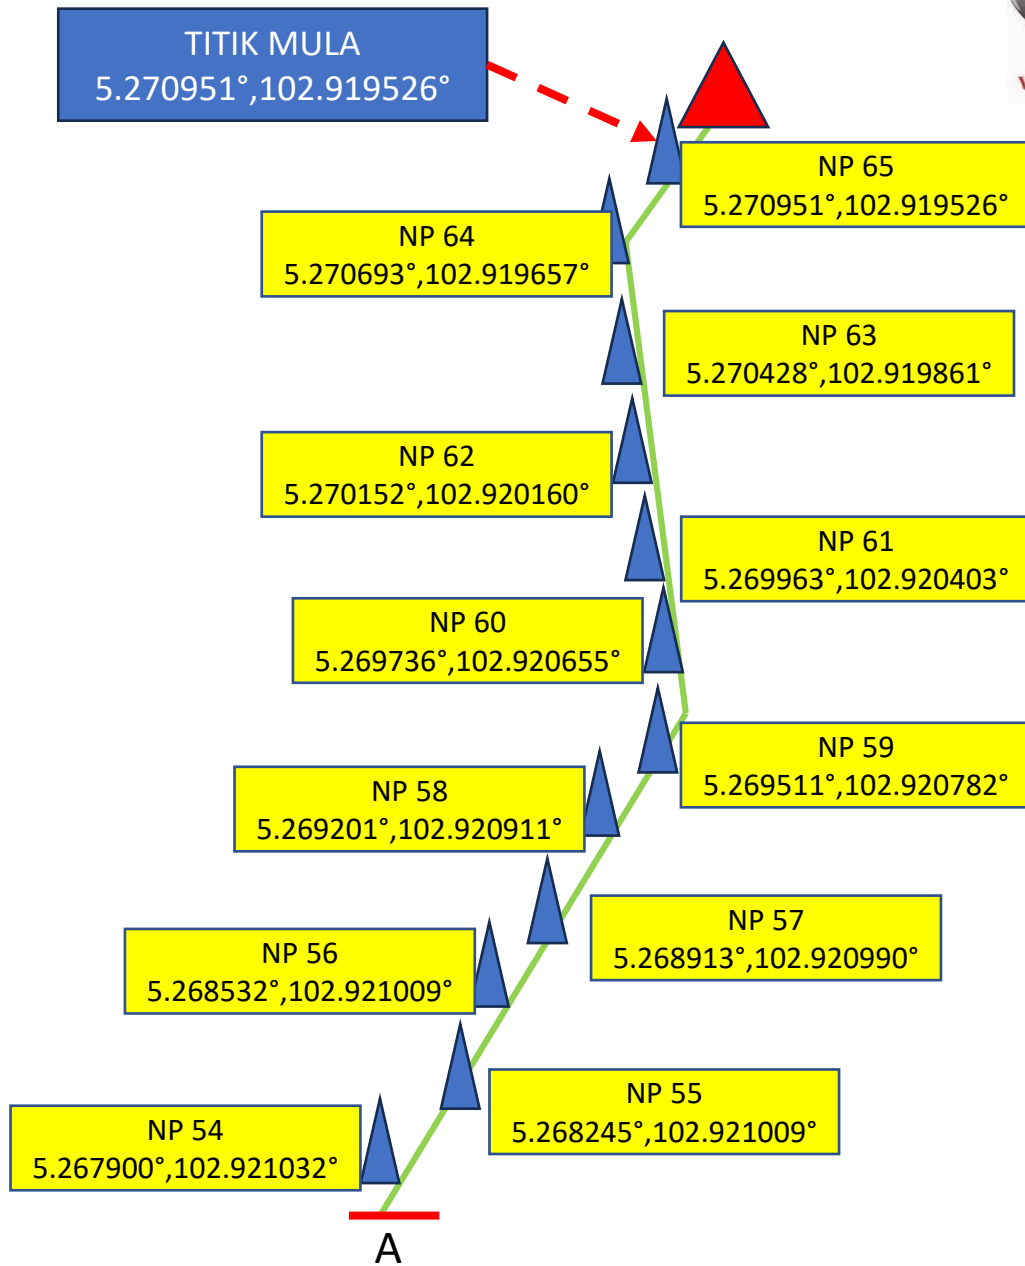 TITIK MULA
5.270951°,102.919526°
NP 65
5.270951°,102.919526°
NP 64
5.270693°,102.919657°
NP 63
5.270428°,102.919861°
NP 62
5.270152°,102.920160°
NP 61
5.269963°,102.920403°
NP 60
5.269736°,102.920655°
NP 59
5.269511°,102.920782°
NP 58
5.269201°,102.920911°
NP 57
5.268913°,102.920990°
NP 56
5.268532°,102.921009°
NP 55
5.268245°,102.921009°
NP 54
5.267900°,102.921032°
A